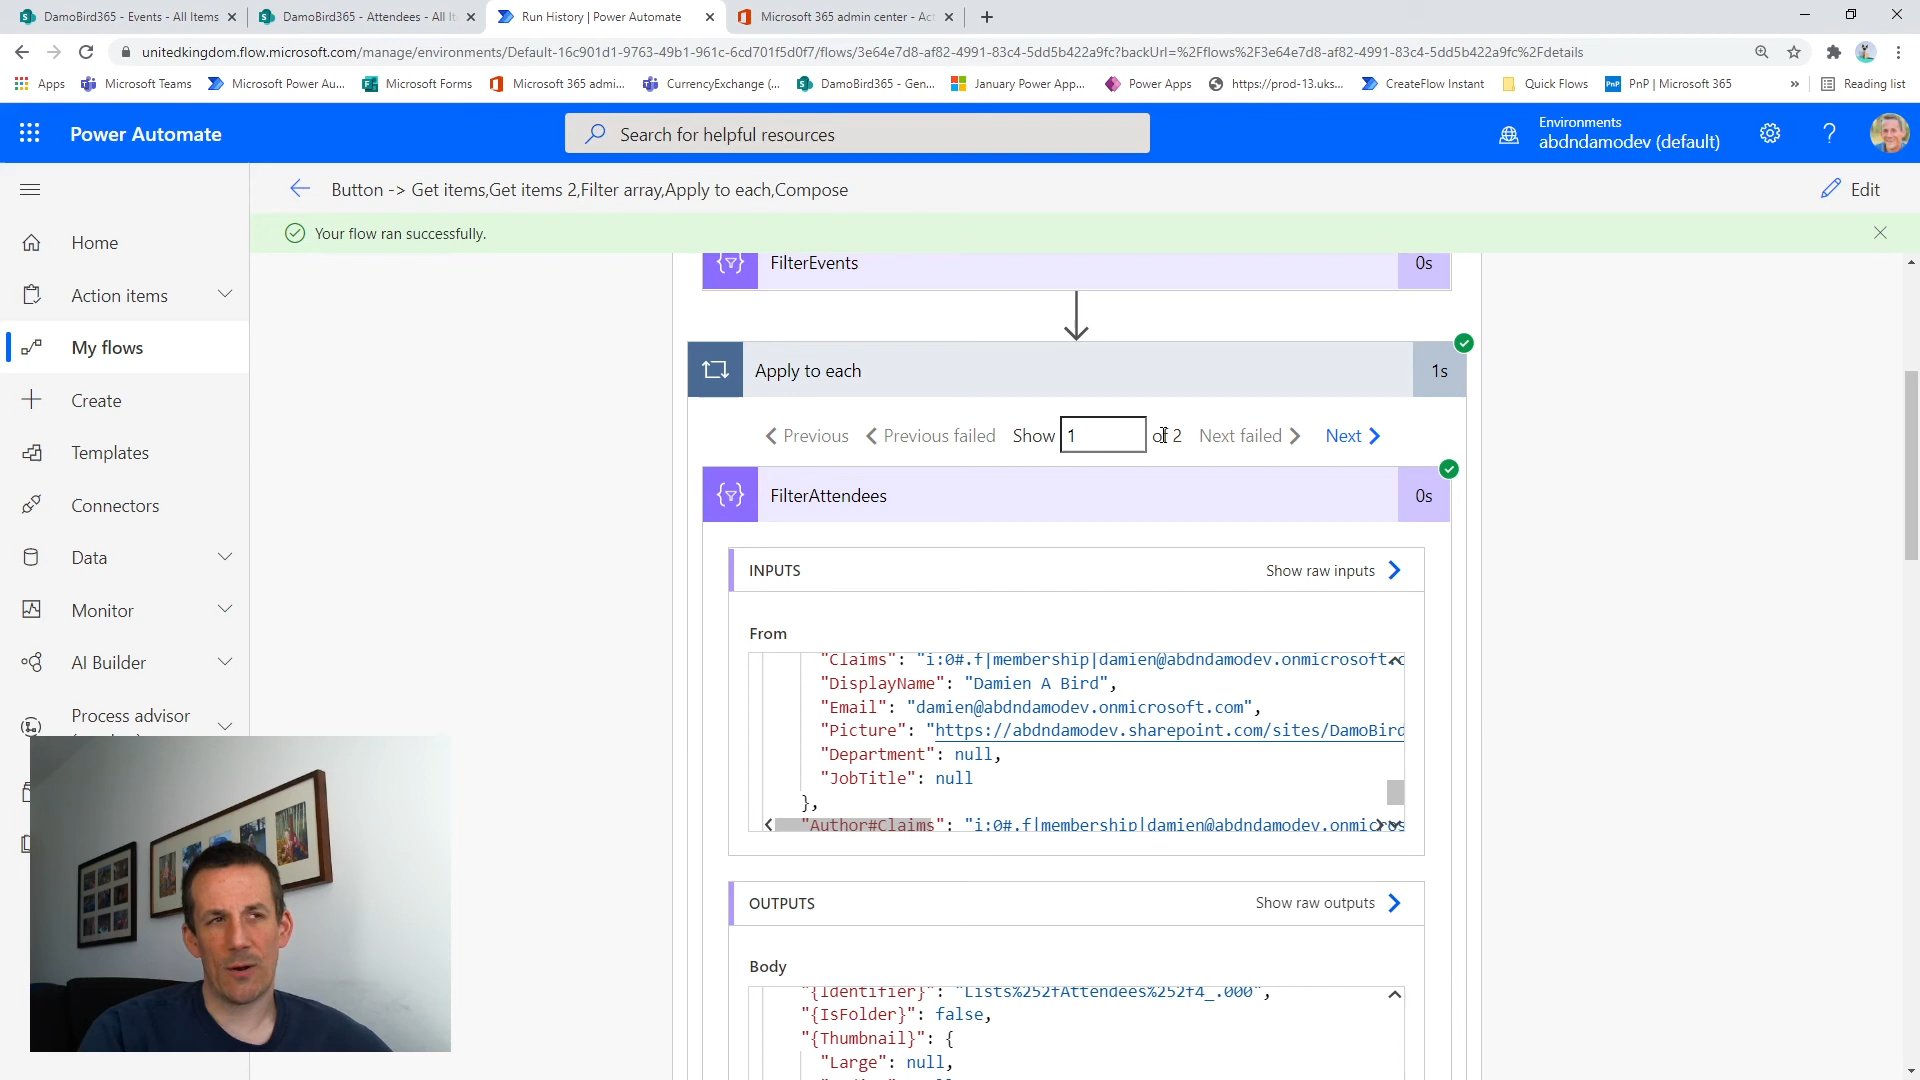 DamoBird365 - Events - All Items
DamoBird365 - Attendees - All It
Run History | Power Automate
Microsoft 365 admin center - Act
unitedkingdom.flow.microsoft.com/manage/environments/Default-16c901d1-9763-49b1-961c-6cd701f5d0f7/flows/3e64e7d8-af82-4991-83c4-5dd5b422a9fc?backUrl=%2Fflows%2F3e64e7d8-af82-4991-83c4-5dd5b422a9fc%2Fdetails
Apps
Microsoft Teams
Microsoft Power Au...
Microsoft Forms
Microsoft 365 admi...
CurrencyExchange (...
DamoBird365 - Gen...
January Power App...
Power Apps
https://prod-13.uks...
CreateFlow Instant
Quick Flows
PnP | Microsoft 365
»
Reading list
Power Automate
Search for helpful resources
Environments
abdndamodev (default)
Button -> Get items,Get items 2,Filter array,Apply to each,Compose
Edit
Your flow ran successfully.
Home
Action items
My flows
Create
Templates
Connectors
Data
Monitor
AI Builder
Process advisor
FilterEvents
0s
Apply to each
1s
Previous
Previous failed
Show
1
of 2
Next failed
Next
FilterAttendees
0s
INPUTS
Show raw inputs
From
"Claims": "i:0#.f|membership|damien@abdndamodev.onmicrosoft.c
"DisplayName": "Damien A Bird",
"Email": "damien@abdndamodev.onmicrosoft.com",
"Picture": "https://abdndamodev.sharepoint.com/sites/DamoBird
"Department": null,
"JobTitle": null
},
"Author#Claims": "i:0#.f|membership|damien@abdndamodev.onmicros
OUTPUTS
Show raw outputs
Body
"{Identifier}": "Lists%252fAttendees%252f4_.000",
"{IsFolder}": false,
"{Thumbnail}": {
"Large": null,